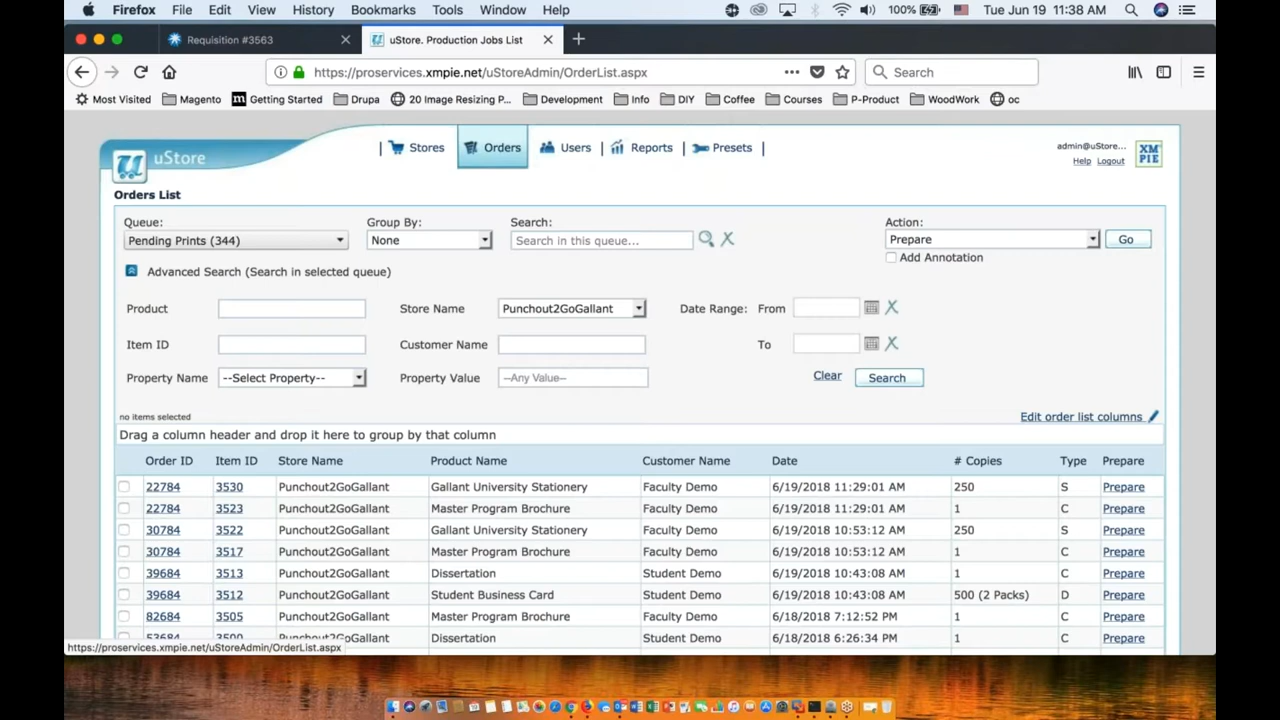 Firefox File Edit View History Bookmarks Tools Window Help 100% Tue Jun 19 11:38 AM
Requisition #3563 uStore. Production Jobs List
https://proservices.xmpie.net/uStoreAdmin/OrderList.aspx Search
Most Visited Magento Getting Started Drupa 20 Image Resizing P... Development Info DIY Coffee Courses P-Product WoodWork oc
uStore | Stores | Orders | Users | Reports | Presets | admin@uStore... XM PIE
Help Logout
Orders List
Queue: Group By: Search: Action:
Pending Prints (344) None Search in this queue... Prepare Go
Add Annotation
Advanced Search (Search in selected queue)
Product Store Name Punchout2GoGallant Date Range: From
Item ID Customer Name To
Property Name --Select Property-- Property Value --Any Value-- Clear Search
no items selected Edit order list columns
Drag a column header and drop it here to group by that column
Order ID Item ID Store Name Product Name Customer Name Date # Copies Type Prepare
22784 3530 Punchout2GoGallant Gallant University Stationery Faculty Demo 6/19/2018 11:29:01 AM 250 S Prepare
22784 3523 Punchout2GoGallant Master Program Brochure Faculty Demo 6/19/2018 11:29:01 AM 1 C Prepare
30784 3522 Punchout2GoGallant Gallant University Stationery Faculty Demo 6/19/2018 10:53:12 AM 250 S Prepare
30784 3517 Punchout2GoGallant Master Program Brochure Faculty Demo 6/19/2018 10:53:12 AM 1 C Prepare
39684 3513 Punchout2GoGallant Dissertation Student Demo 6/19/2018 10:43:08 AM 1 C Prepare
39684 3512 Punchout2GoGallant Student Business Card Student Demo 6/19/2018 10:43:08 AM 500 (2 Packs) D Prepare
82684 3505 Punchout2GoGallant Master Program Brochure Faculty Demo 6/18/2018 7:12:52 PM 1 C Prepare
53684 3500 Punchout2GoGallant Dissertation Student Demo 6/18/2018 6:26:34 PM 1 C Prepare
https://proservices.xmpie.net/uStoreAdmin/OrderList.aspx